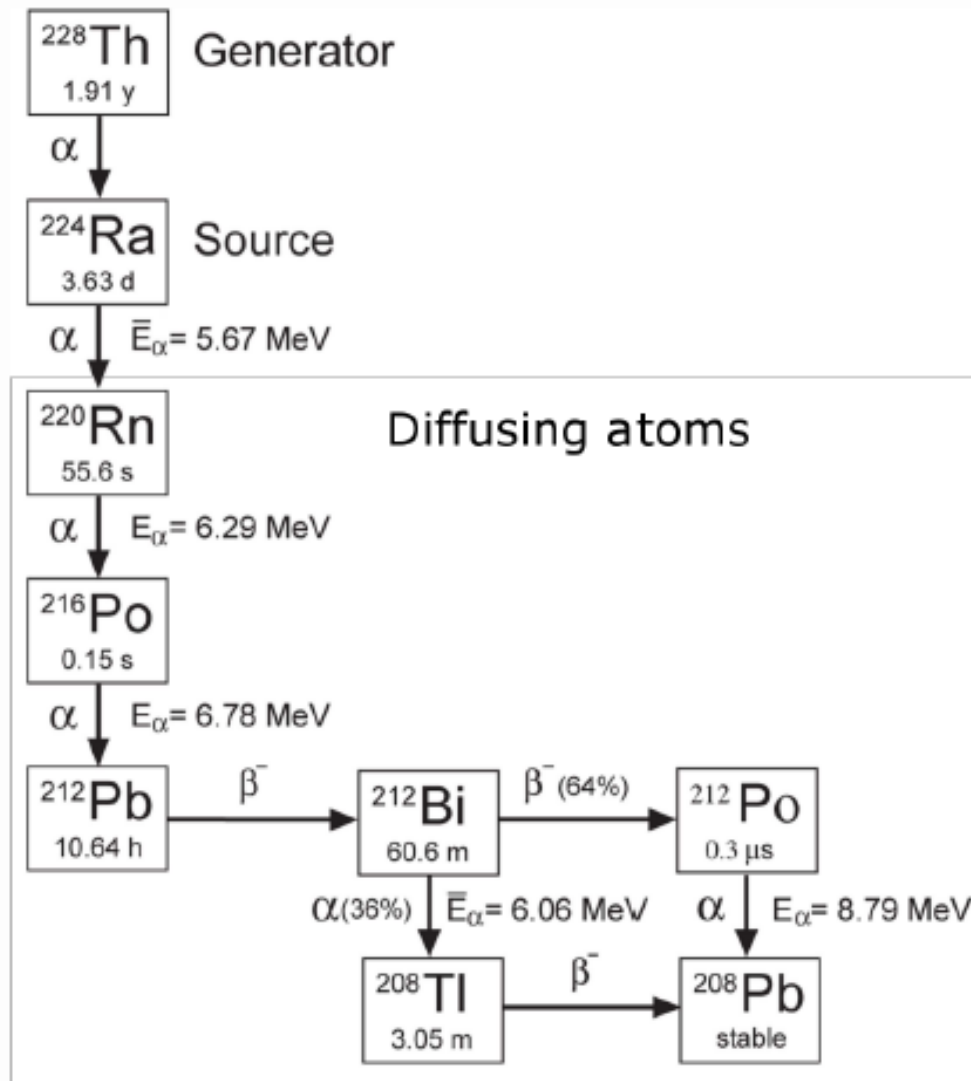 ²²⁸Th Generator
1.91 y
α
²²⁴Ra Source
3.63 d
α E̅α= 5.67 MeV
²²⁰Rn Diffusing atoms
55.6 s
α Eα= 6.29 MeV
²¹⁶Po
0.15 s
α Eα= 6.78 MeV
²¹²Pb β⁻ ²¹²Bi β⁻(64%) ²¹²Po
10.64 h 60.6 m 0.3 μs
α(36%) E̅α= 6.06 MeV α Eα= 8.79 MeV
²⁰⁸Tl β⁻ ²⁰⁸Pb
3.05 m stable